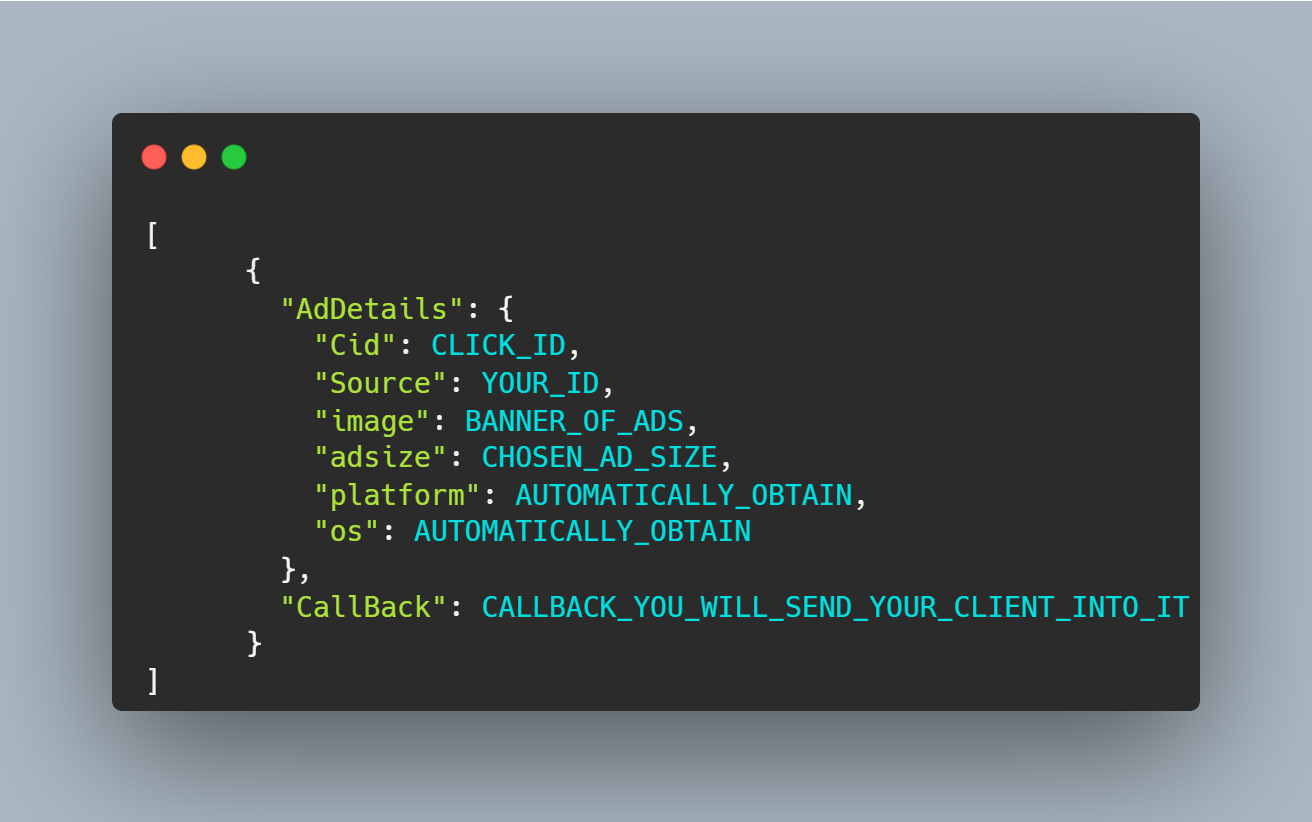 [
{
"AdDetails": {
"Cid": CLICK_ID,
"Source": YOUR_ID,
"image": BANNER_OF_ADS,
"adsize": CHOSEN_AD_SIZE,
"platform": AUTOMATICALLY_OBTAIN,
"os": AUTOMATICALLY_OBTAIN
},
"CallBack": CALLBACK_YOU_WILL_SEND_YOUR_CLIENT_INTO_IT
}
]